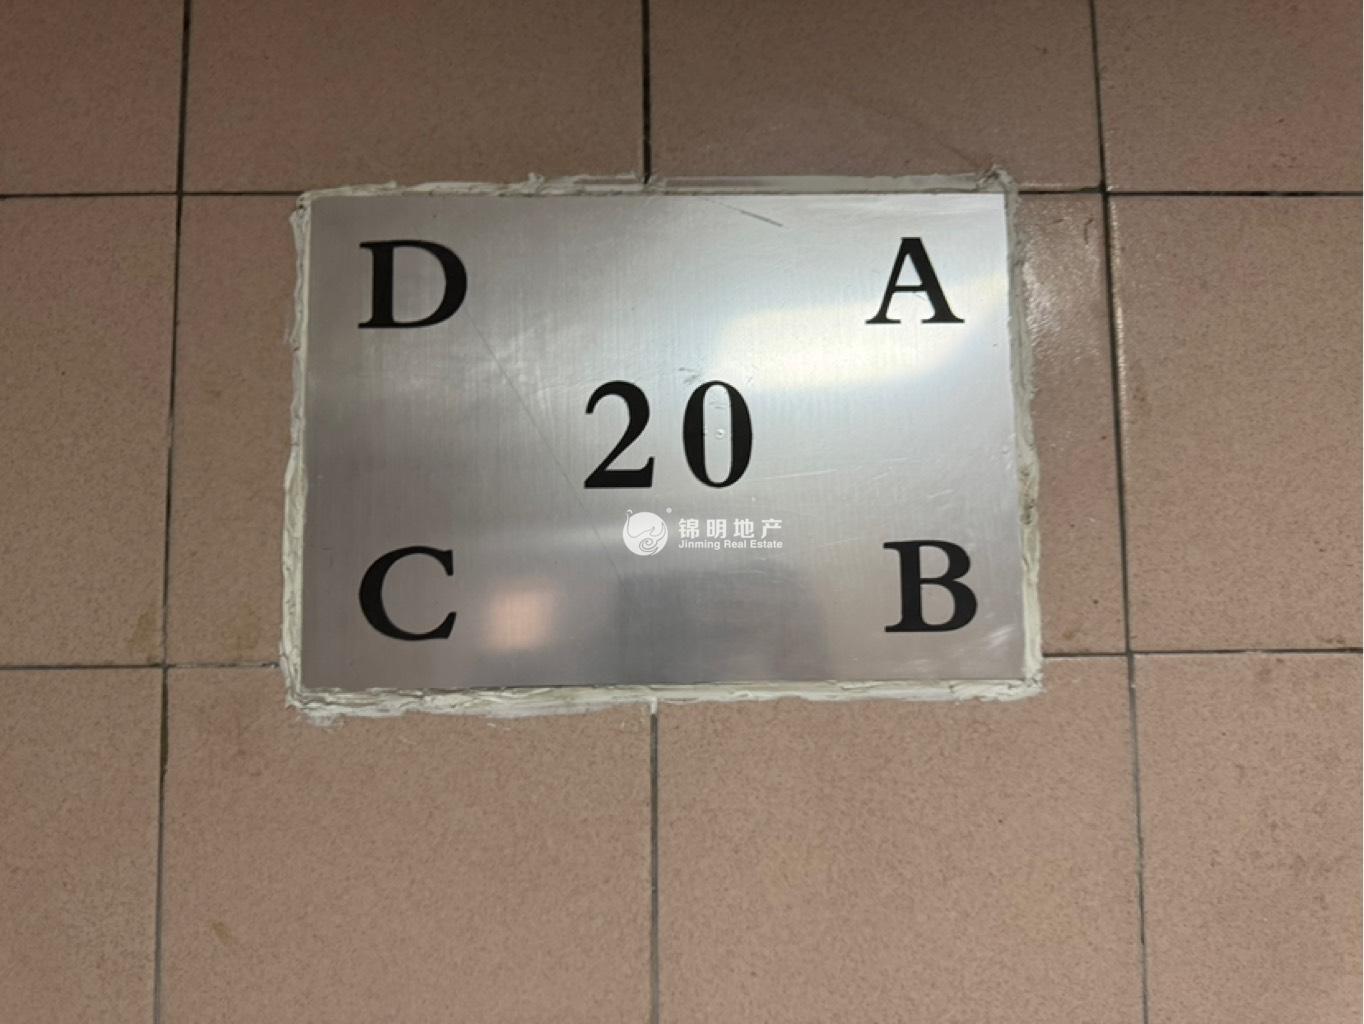 D A
20
锦明地产
Jinming Real Estate
C B